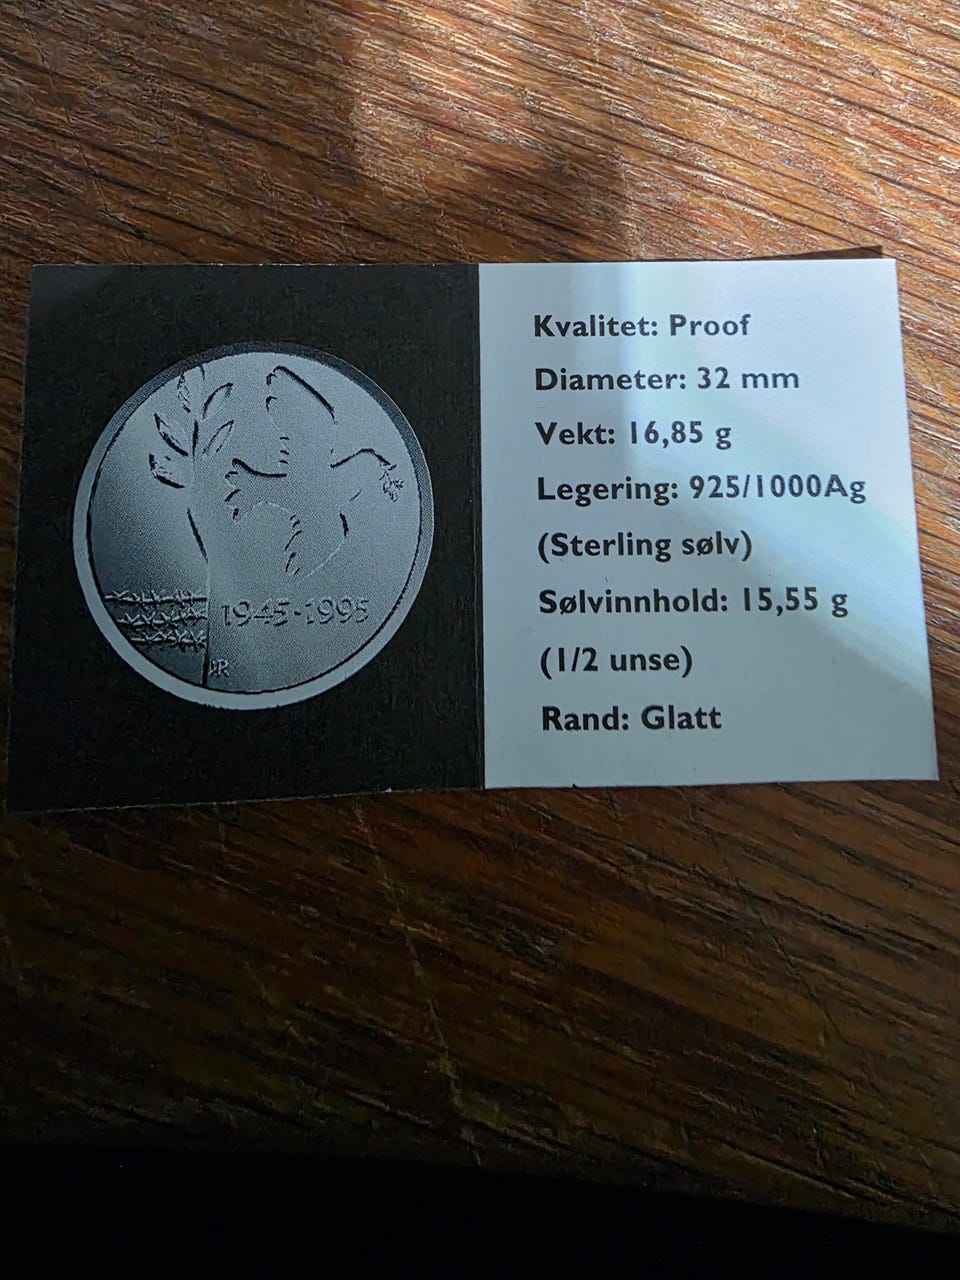 1945-1995
Kvalitet: Proof
Diameter: 32 mm
Vekt: 16,85 g
Legering: 925/1000Ag
(Sterling sølv)
Sølvinnhold: 15,55 g
(1/2 unse)
Rand: Glatt